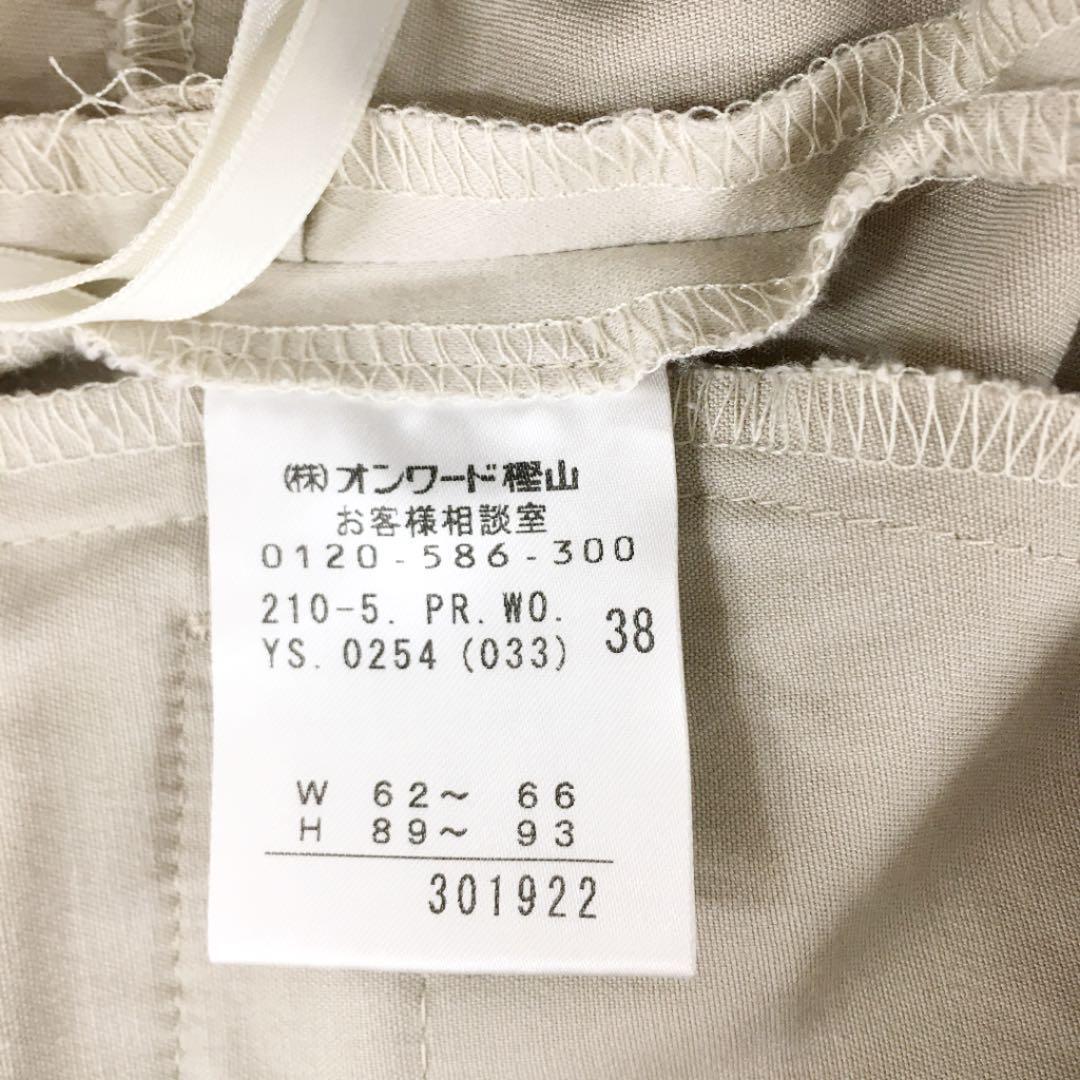 (株)オンワード樫山
お客様相談室
0120-586-300
210-5. PR.WO. 38
YS. 0254 (033)
W 62～ 66
H 89～ 93
301922